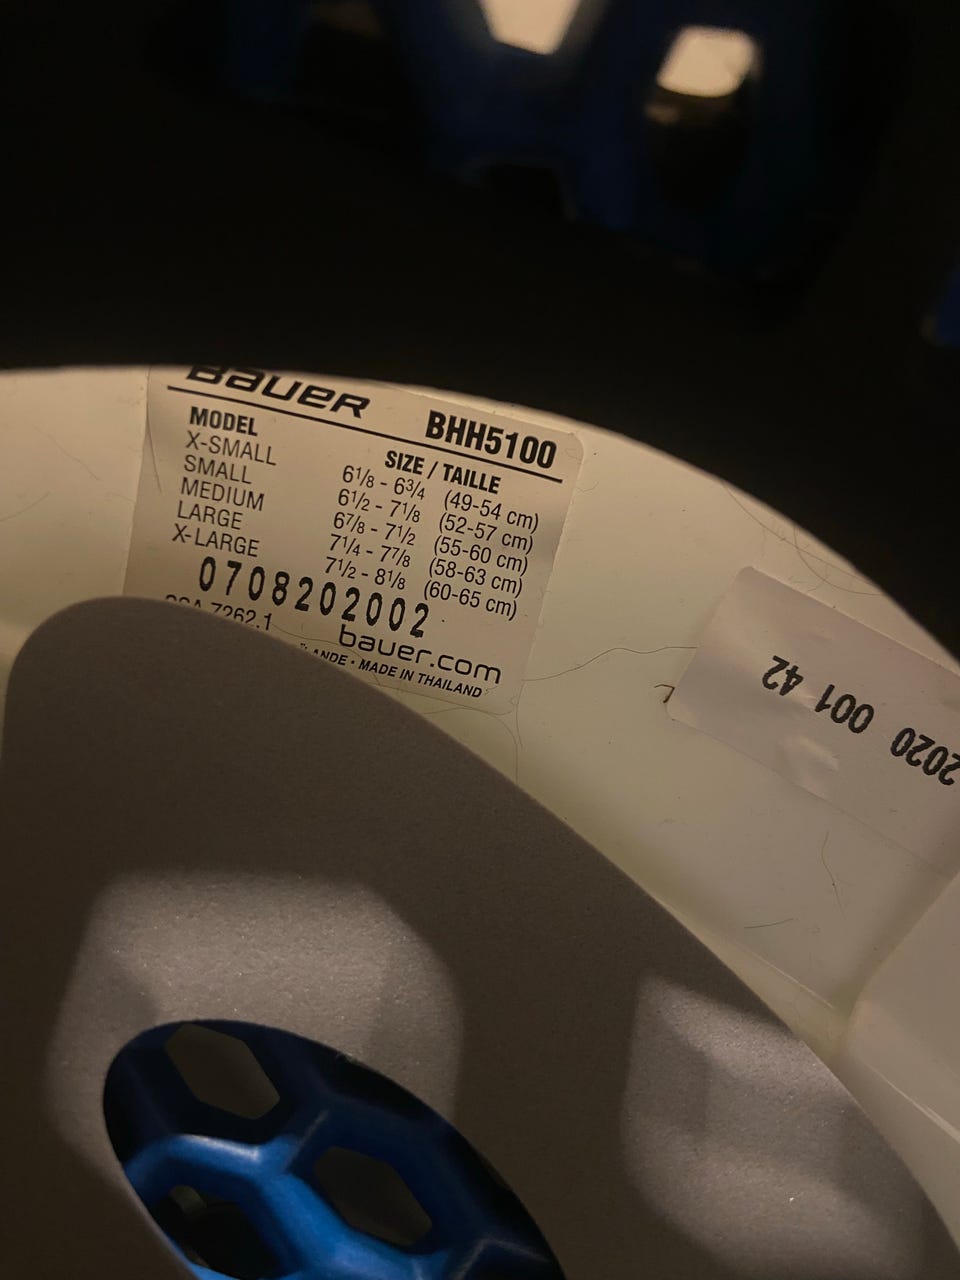 BAUER BHH5100
MODEL SIZE / TAILLE
X-SMALL 6 1/8 - 6 3/4 (49-54 cm)
SMALL 6 1/2 - 7 1/8 (52-57 cm)
MEDIUM 6 7/8 - 7 1/2 (55-60 cm)
LARGE 7 1/4 - 7 7/8 (58-63 cm)
X-LARGE 7 1/2 - 8 1/8 (60-65 cm)
0708202002
7262.1 bauer.com
• MADE IN THAILAND
2020 001 42